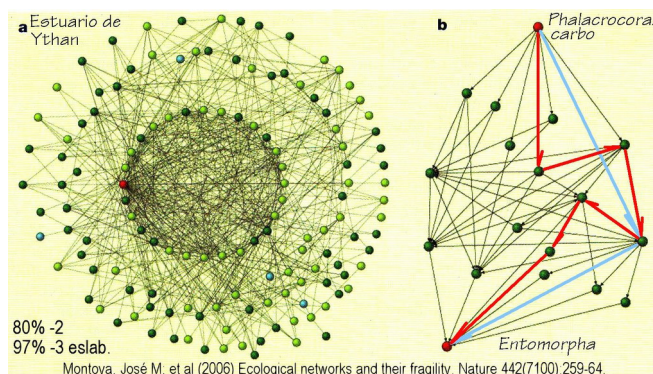 a Estuario de
Ythan
b Phalacrocora
carbo
80% -2
97% -3 eslab.
Entomorpha
Montoya, José M; et al (2006) Ecological networks and their fragility. Nature 442(7100):259-64.